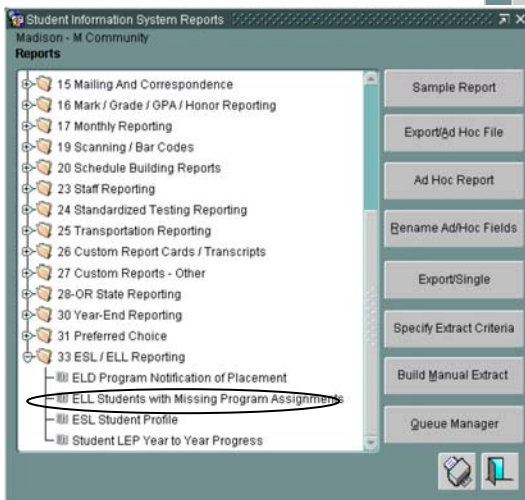 Student Information System Reports
Madison - M Community
Reports
15 Mailing And Correspondence
16 Mark / Grade / GPA / Honor Reporting
17 Monthly Reporting
19 Scanning / Bar Codes
20 Schedule Building Reports
23 Staff Reporting
24 Standardized Testing Reporting
25 Transportation Reporting
26 Custom Report Cards / Transcripts
27 Custom Reports - Other
28-OR State Reporting
30 Year-End Reporting
31 Preferred Choice
33 ESL / ELL Reporting
ELD Program Notification of Placement
ELL Students with Missing Program Assignments
ESL Student Profile
Student LEP Year to Year Progress
Sample Report
Export/Ad Hoc File
Ad Hoc Report
Rename Ad/Hoc Fields
Export/Single
Specify Extract Criteria
Build Manual Extract
Queue Manager